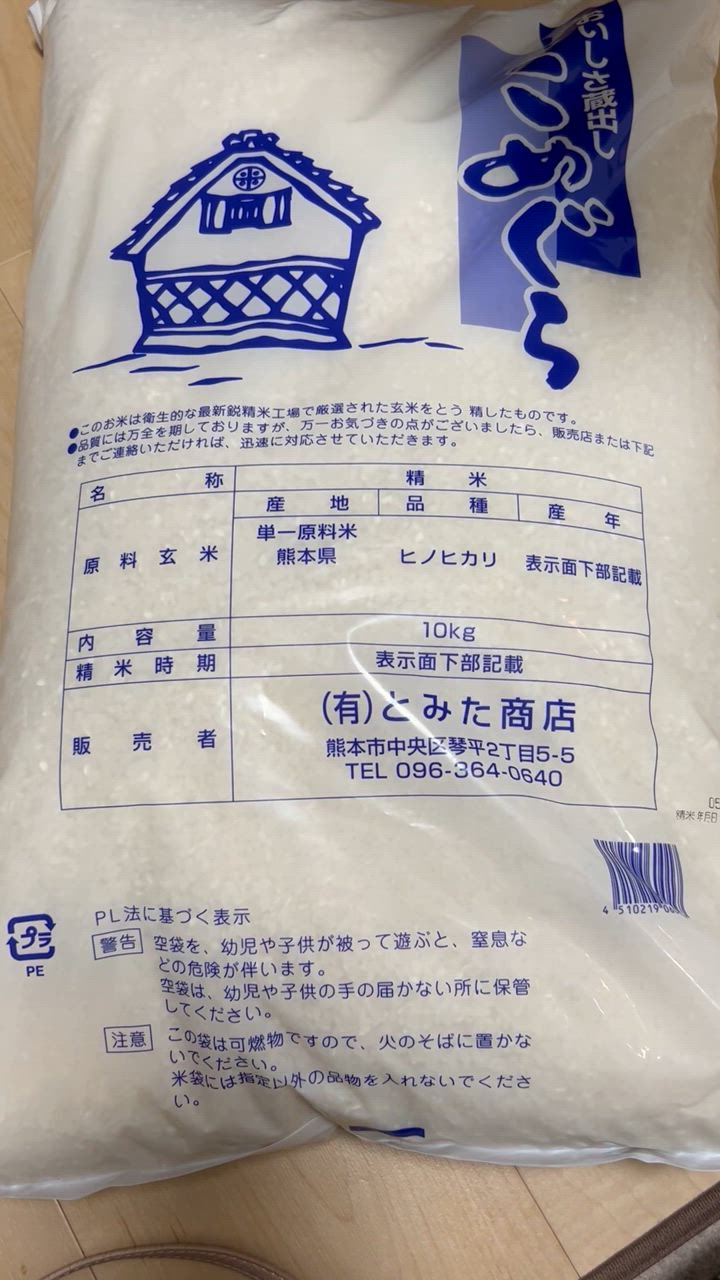 おいしさ蔵出し
こめぐら
米
●このお米は衛生的な最新鋭精米工場で厳選された玄米をとう精したものです。
●品質には万全を期しておりますが、万一お気づきの点がございましたら、販売店または下記
までご連絡いただければ、迅速に対応させていただきます。
名称 精米
原料玄米 産地 品種 産年
単一原料米
熊本県 ヒノヒカリ 表示面下部記載
内容量 10kg
精米時期 表示面下部記載
販売者 (有)とみた商店
熊本市中央区琴平2丁目5-5
TEL 096-364-0640
05
精米年月日
4 510219 00
プラ
PE
PL法に基づく表示
警告 空袋を、幼児や子供が被って遊ぶと、窒息な
どの危険が伴います。
空袋は、幼児や子供の手の届かない所に保管
してください。
注意 この袋は可燃物ですので、火のそばに置かな
いでください。
米袋には指定以外の品物を入れないでくださ
い。